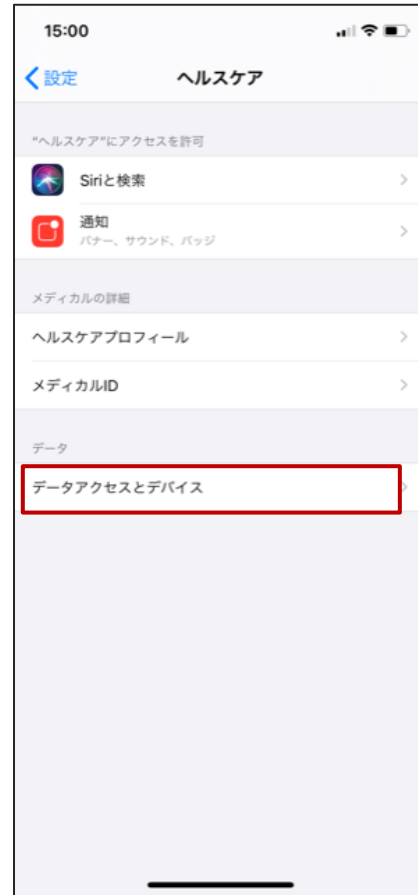 15:00
設定
ヘルスケア
“ヘルスケア”にアクセスを許可
Siriと検索
通知
バナー、サウンド、バッジ
メディカルの詳細
ヘルスケアプロフィール
メディカルID
データ
データアクセスとデバイス